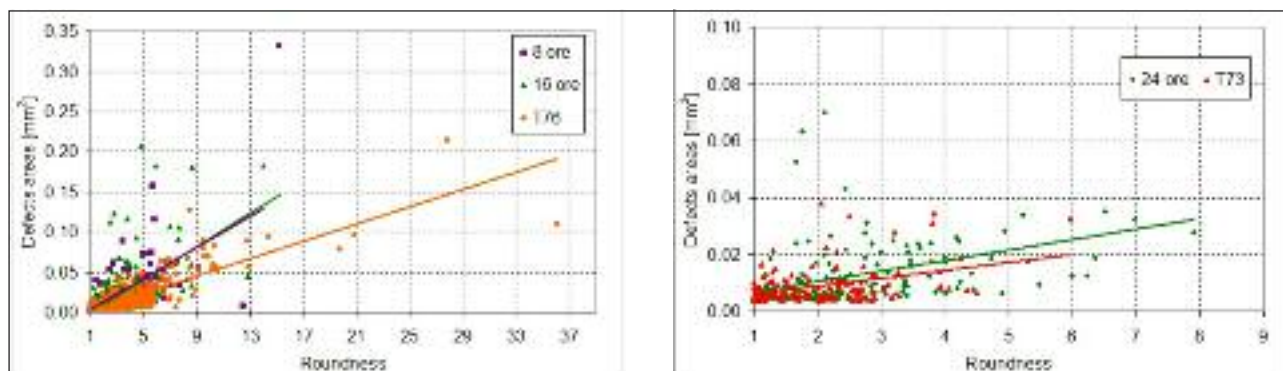 0.35
0.30
0.25
0.20
0.15
0.10
0.05
0.00
Defects areas [mm²]
8 ore
16 ore
T76
1 5 9 13 17 21 25 29 33 37
Roundness
0.10
0.08
0.06
0.04
0.02
0.00
Defects areas [mm²]
24 ore T73
1 2 3 4 5 6 7 8 9
Roundness